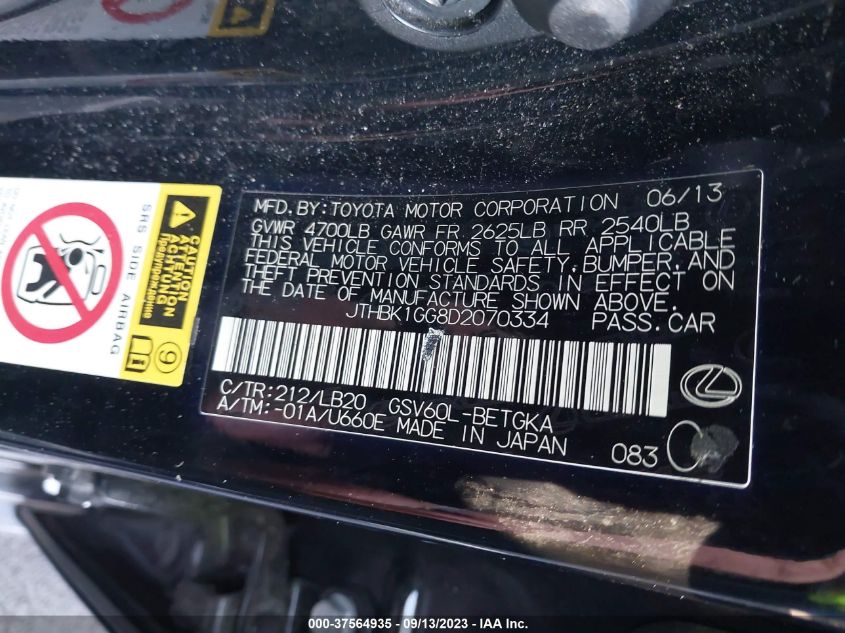 MFD. BY: TOYOTA MOTOR CORPORATION 06/13
GVWR 4700LB GAWR FR 2625LB RR 2540LB
THIS VEHICLE CONFORMS TO ALL APPLICABLE
FEDERAL MOTOR VEHICLE SAFETY, BUMPER, AND
THEFT PREVENTION STANDARDS IN EFFECT ON
THE DATE OF MANUFACTURE SHOWN ABOVE.
JTHBK1GG8D2070334 PASS. CAR
C/TR: 212/LB20 GSV60L-BETGKA
A/TM: -01A/U660E MADE IN JAPAN
083
SRS SIDE AIRBAG
CAUTION
ACHTUNG
Предупреждение
9
000-37564935 - 09/13/2023 - IAA Inc.